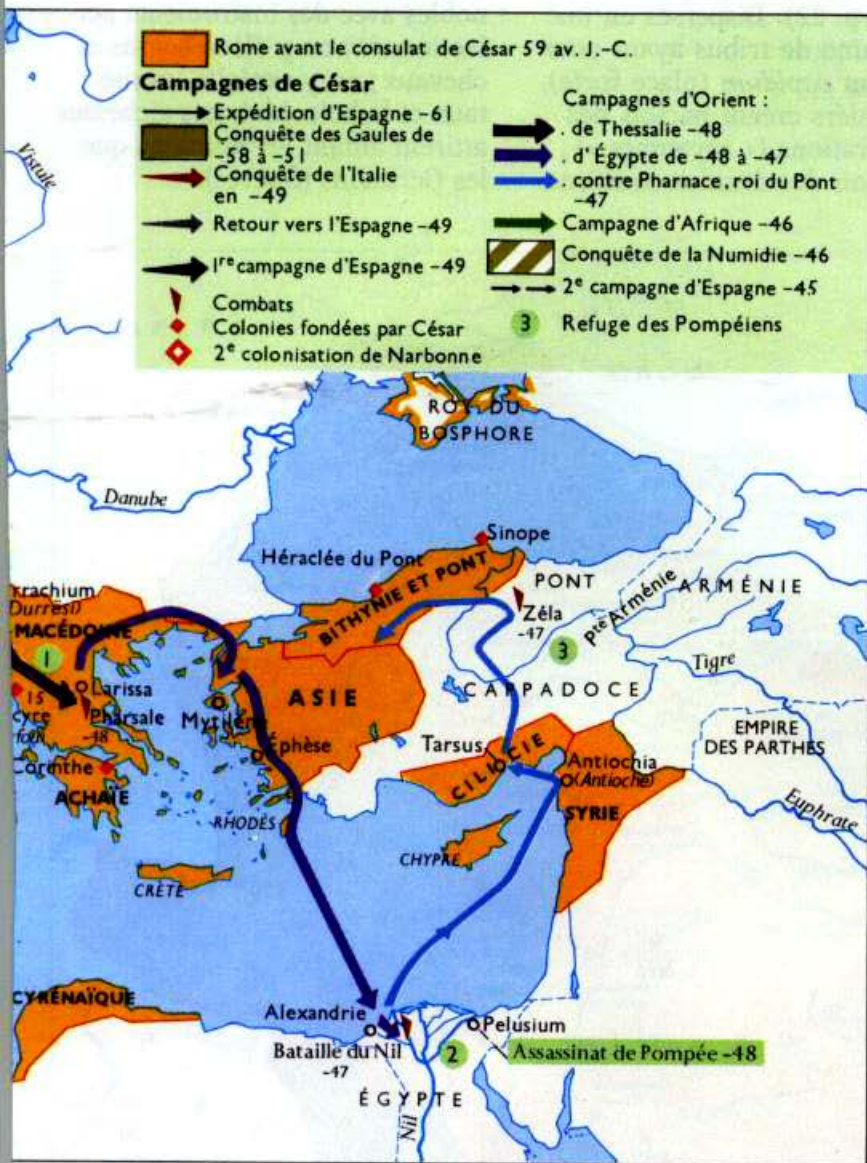 Rome avant le consulat de César 59 av. J.-C.
Campagnes de César
Expédition d'Espagne -61
Conquête des Gaules de
-58 à -51
Conquête de l'Italie
en -49
Retour vers l'Espagne -49
1re campagne d'Espagne -49
Combats
Colonies fondées par César
2e colonisation de Narbonne
Campagnes d'Orient :
. de Thessalie -48
. d'Égypte de -48 à -47
. contre Pharnace, roi du Pont
-47
Campagne d'Afrique -46
Conquête de la Numidie -46
2e campagne d'Espagne -45
3 Refuge des Pompéiens
Vistule
ROY. DU
BOSPHORE
Danube
Sinope
Héraclée du Pont
BITHYNIE ET PONT
PONT
Zéla
-47
Pte Arménie
ARMÉNIE
rrachium
(Durrësi)
MACÉDOINE
1
3
Tigre
Larissa
ASIE
CAPPADOCE
15
cyre
Pharsale
-48
Mytilène
Éphèse
Tarsus
EMPIRE
DES PARTHES
Corinthe
CILICIE
Antiochia
(Antioche)
ACHAÏE
SYRIE
Euphrate
RHODES
CHYPRE
CRÈTE
CYRÉNAÏQUE
Alexandrie
Pelusium
Bataille du Nil
-47
2
Assassinat de Pompée -48
ÉGYPTE
Nil